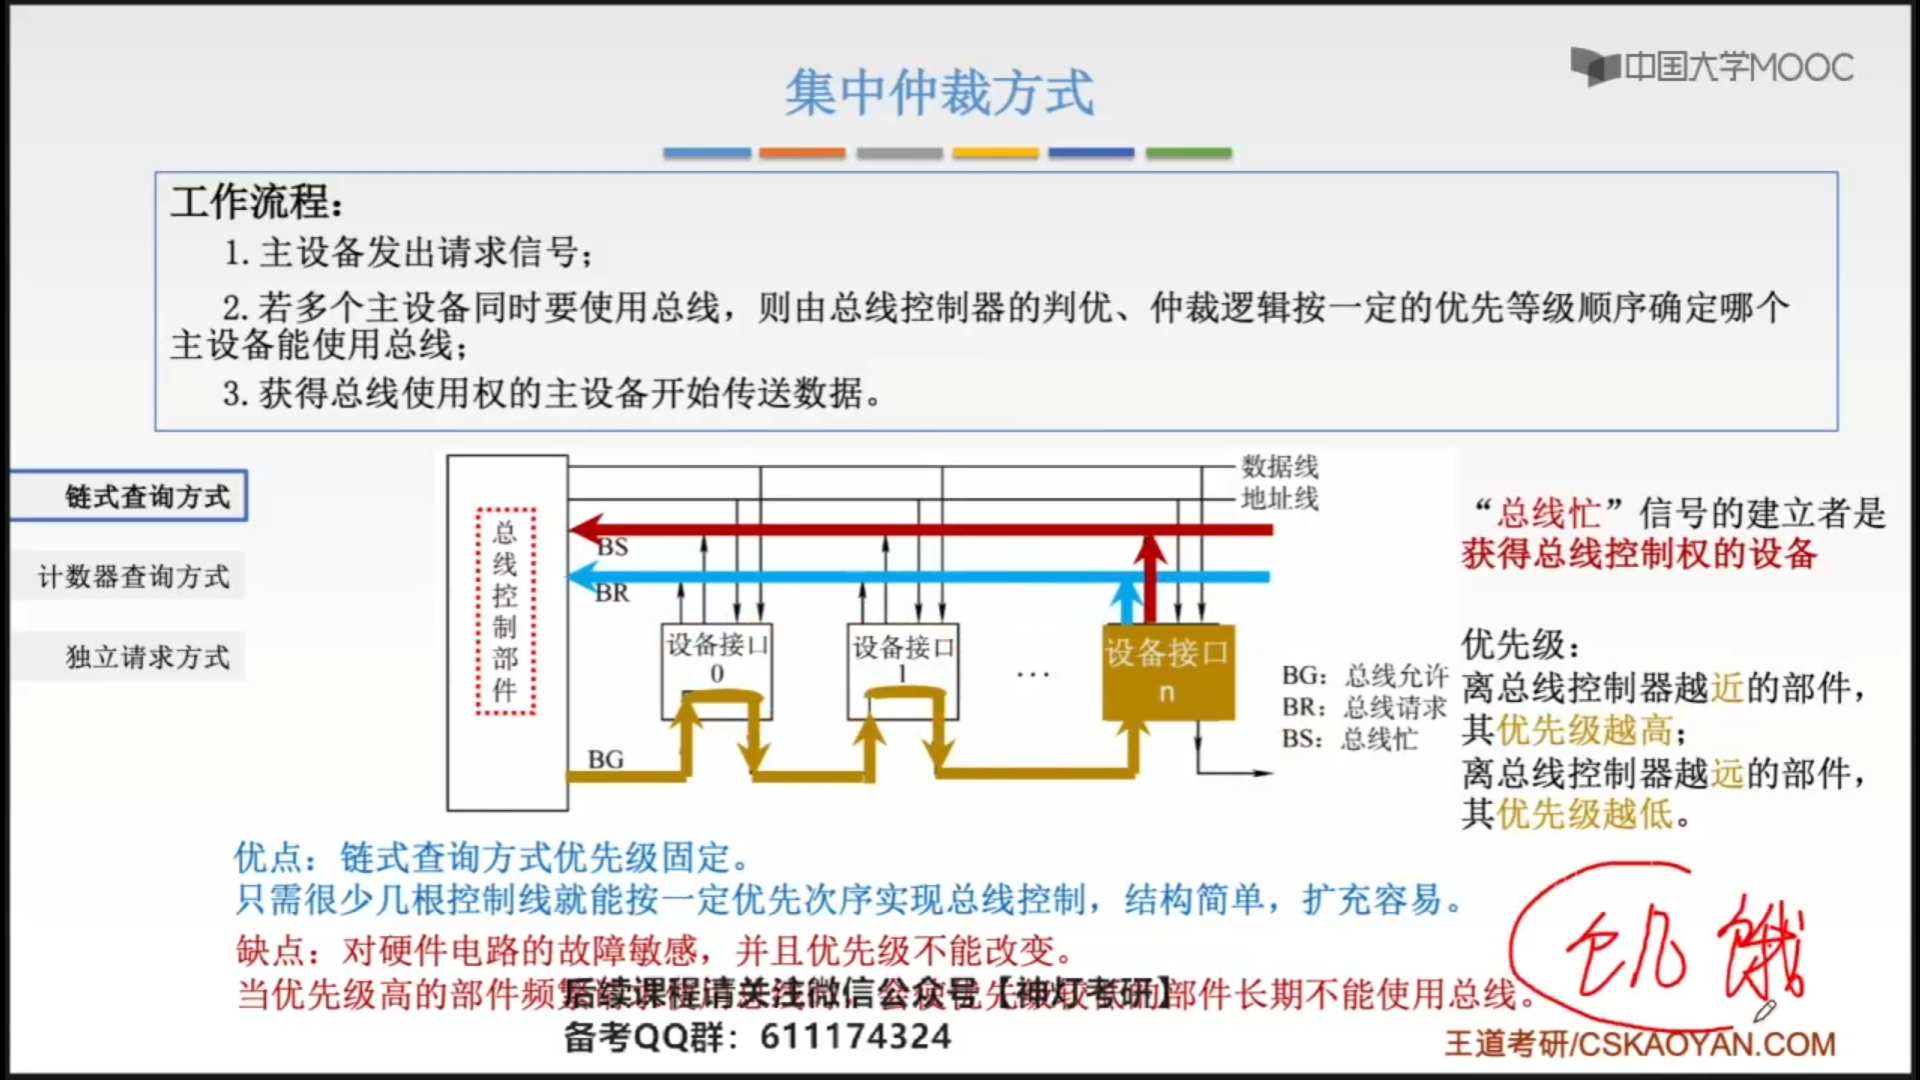 中国大学MOOC
集中仲裁方式
工作流程：
1. 主设备发出请求信号；
2. 若多个主设备同时要使用总线，则由总线控制器的判优、仲裁逻辑按一定的优先等级顺序确定哪个
主设备能使用总线；
3. 获得总线使用权的主设备开始传送数据。
链式查询方式
计数器查询方式
独立请求方式
总线控制部件
数据线
地址线
BS
BR
设备接口
0
设备接口
1
…
设备接口
n
BG
BG：总线允许
BR：总线请求
BS：总线忙
“总线忙”信号的建立者是
获得总线控制权的设备
优先级：
离总线控制器越近的部件，
其优先级越高；
离总线控制器越远的部件，
其优先级越低。
优点：链式查询方式优先级固定。
只需很少几根控制线就能按一定优先次序实现总线控制，结构简单，扩充容易。
缺点：对硬件电路的故障敏感，并且优先级不能改变。
当优先级高的部件频 部件长期不能使用总线。
后续课程请关注微信公众号【神灯考研】
备考QQ群：611174324
饥饿
王道考研/CSKAOYAN.COM